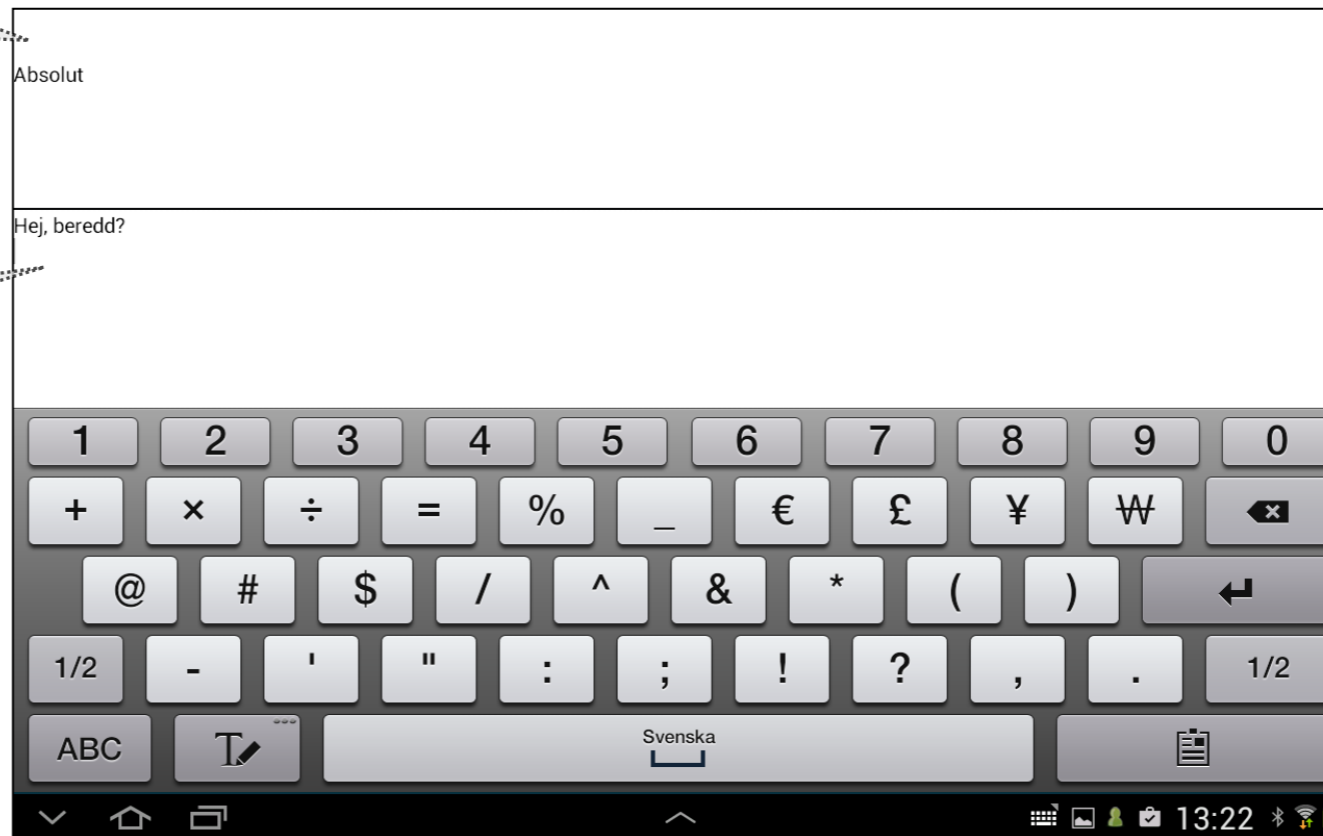 Absolut
Hej, beredd?
1 2 3 4 5 6 7 8 9 0
+ × ÷ = % _ € £ ¥ ₩
@ # $ / ^ & * ( )
1/2 - ' " : ; ! ? , . 1/2
ABC T Svenska
13:22